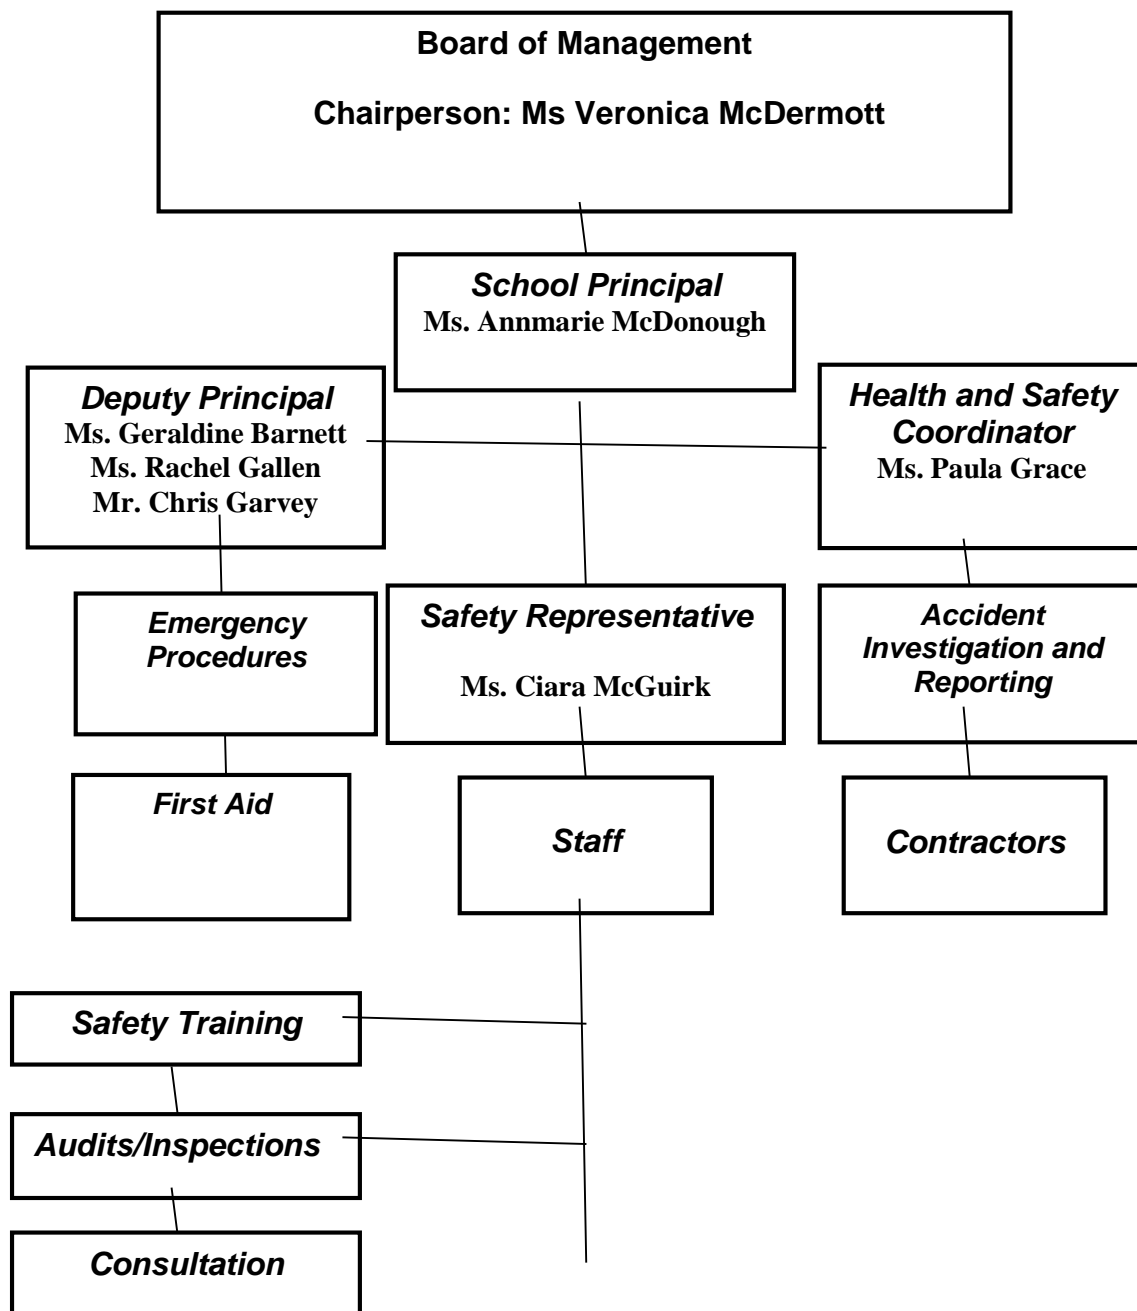 Board of Management
Chairperson: Ms Veronica McDermott
School Principal
Ms. Annmarie McDonough
Deputy Principal
Ms. Geraldine Barnett
Ms. Rachel Gallen
Mr. Chris Garvey
Health and Safety
Coordinator
Ms. Paula Grace
Emergency
Procedures
Safety Representative
Ms. Ciara McGuirk
Accident
Investigation and
Reporting
First Aid
Staff
Contractors
Safety Training
Audits/Inspections
Consultation